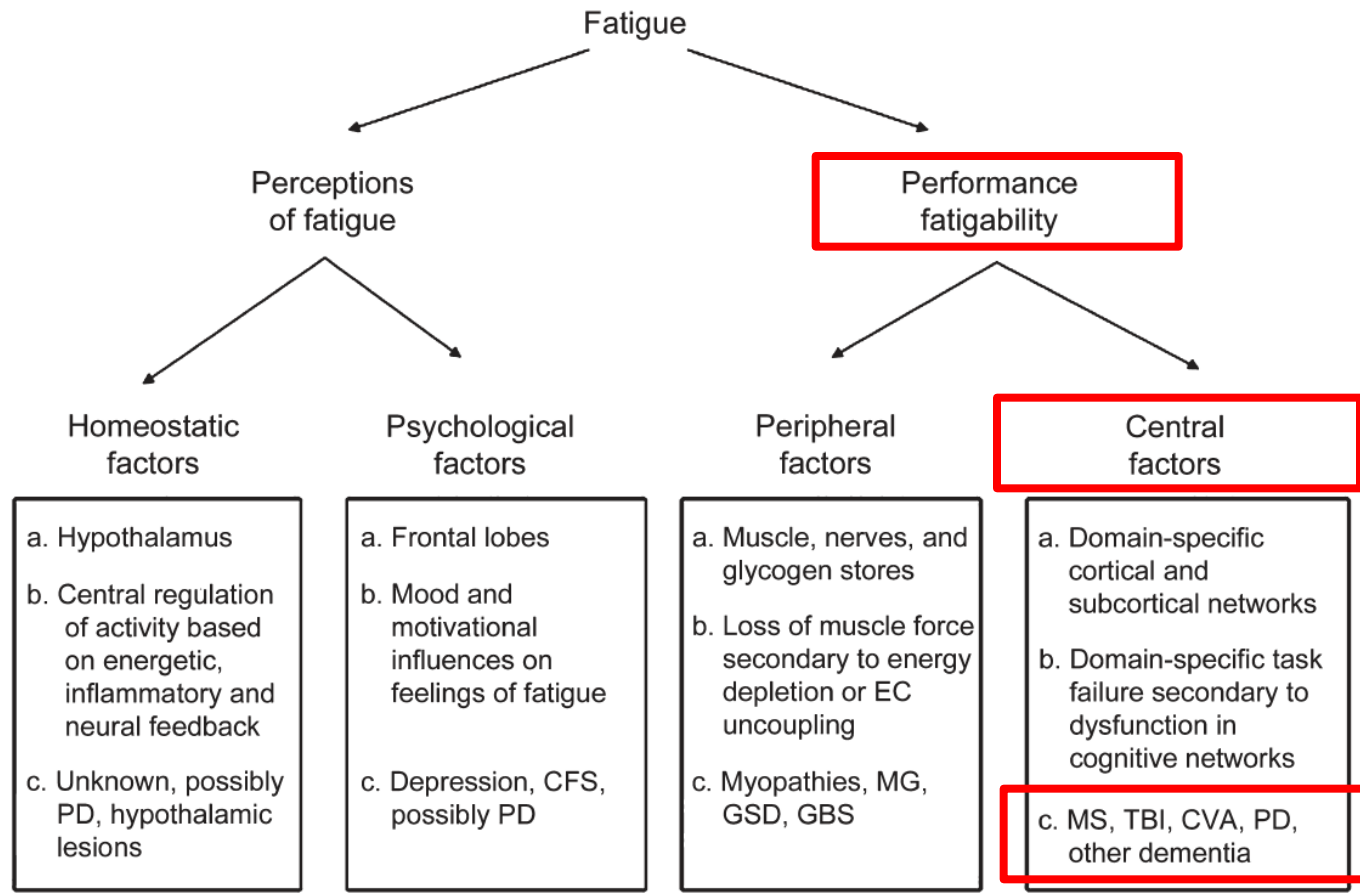 Fatigue
Perceptions
of fatigue
Performance
fatigability
Homeostatic
factors
Psychological
factors
Peripheral
factors
Central
factors
a. Hypothalamus
b. Central regulation
of activity based
on energetic,
inflammatory and
neural feedback
c. Unknown, possibly
PD, hypothalamic
lesions
a. Frontal lobes
b. Mood and
motivational
influences on
feelings of fatigue
c. Depression, CFS,
possibly PD
a. Muscle, nerves, and
glycogen stores
b. Loss of muscle force
secondary to energy
depletion or EC
uncoupling
c. Myopathies, MG,
GSD, GBS
a. Domain-specific
cortical and
subcortical networks
b. Domain-specific task
failure secondary to
dysfunction in
cognitive networks
c. MS, TBI, CVA, PD,
other dementia